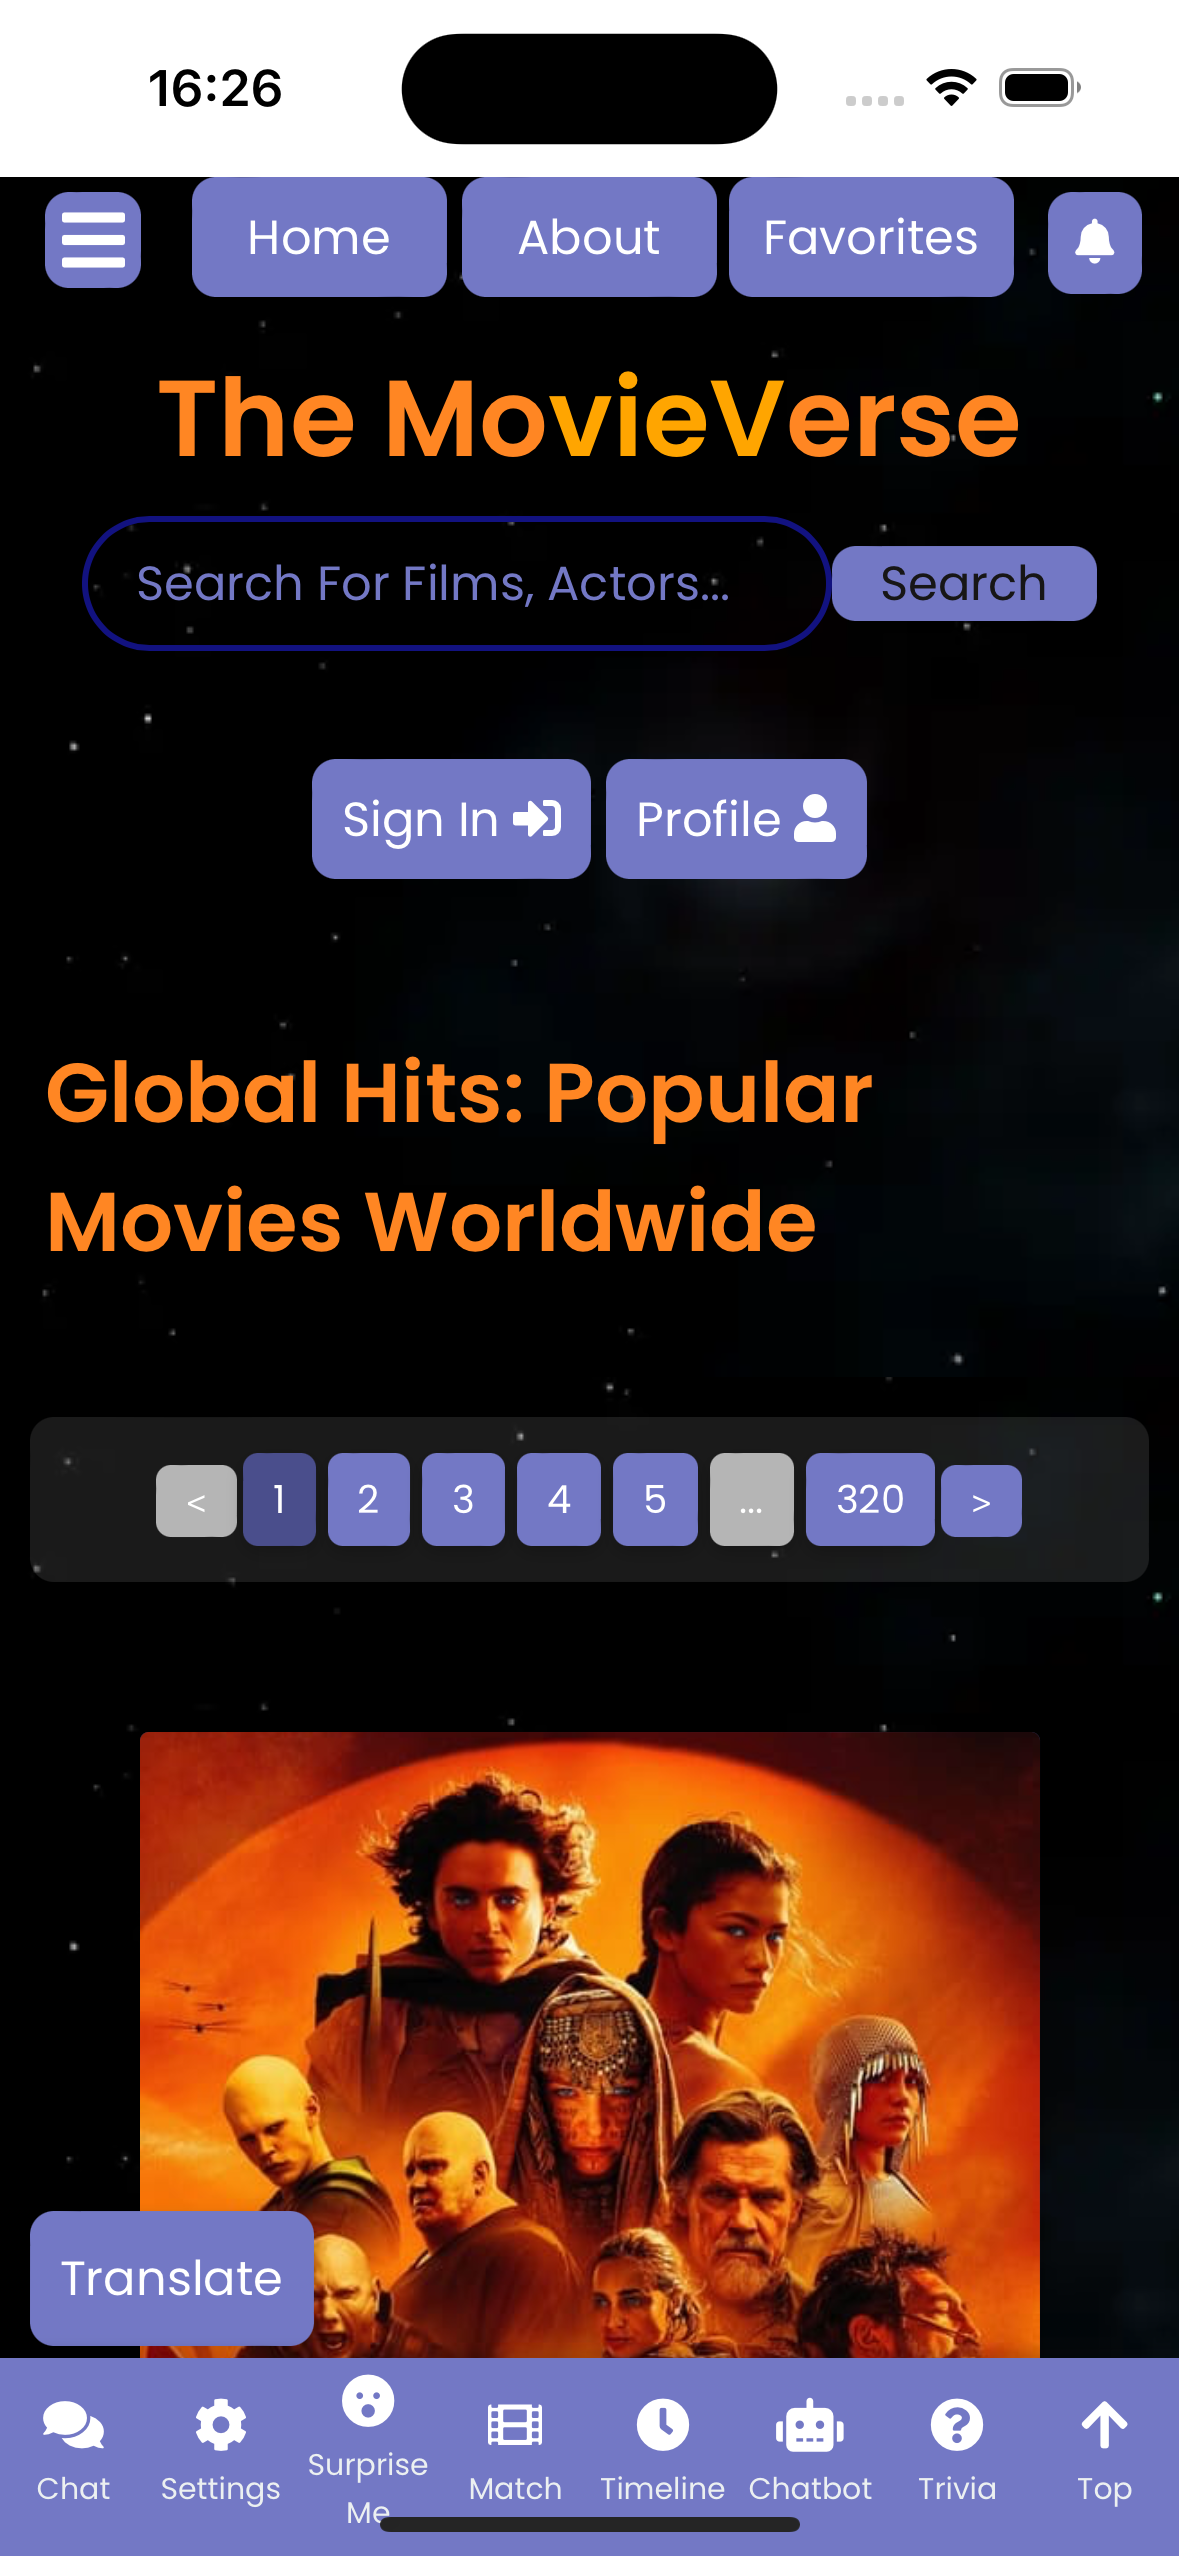 16:26
Home About Favorites
The MovieVerse
Search For Films, Actors... Search
Sign In Profile
Global Hits: Popular
Movies Worldwide
< 1 2 3 4 5 ... 320 >
Translate
Chat Settings Surprise Me Match Timeline Chatbot Trivia Top